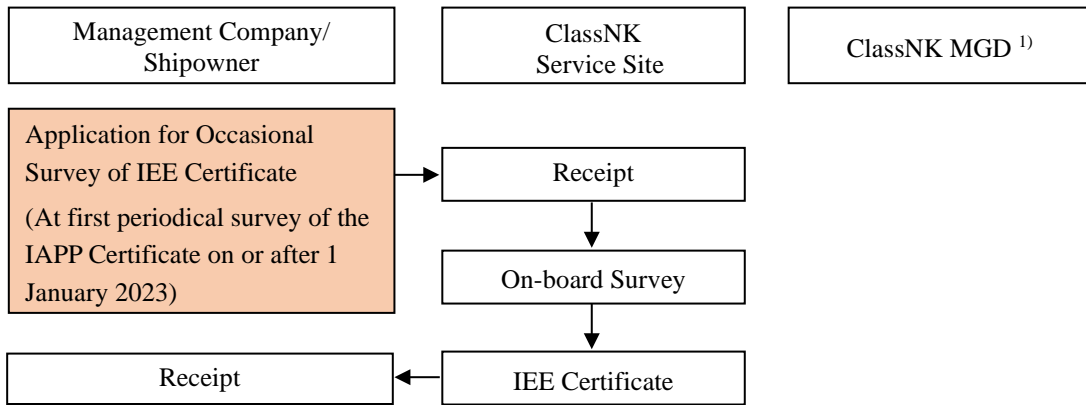 Management Company/
Shipowner
ClassNK
Service Site
ClassNK MGD 1)
Application for Occasional
Survey of IEE Certificate
(At first periodical survey of the
IAPP Certificate on or after 1
January 2023)
Receipt
On-board Survey
IEE Certificate
Receipt